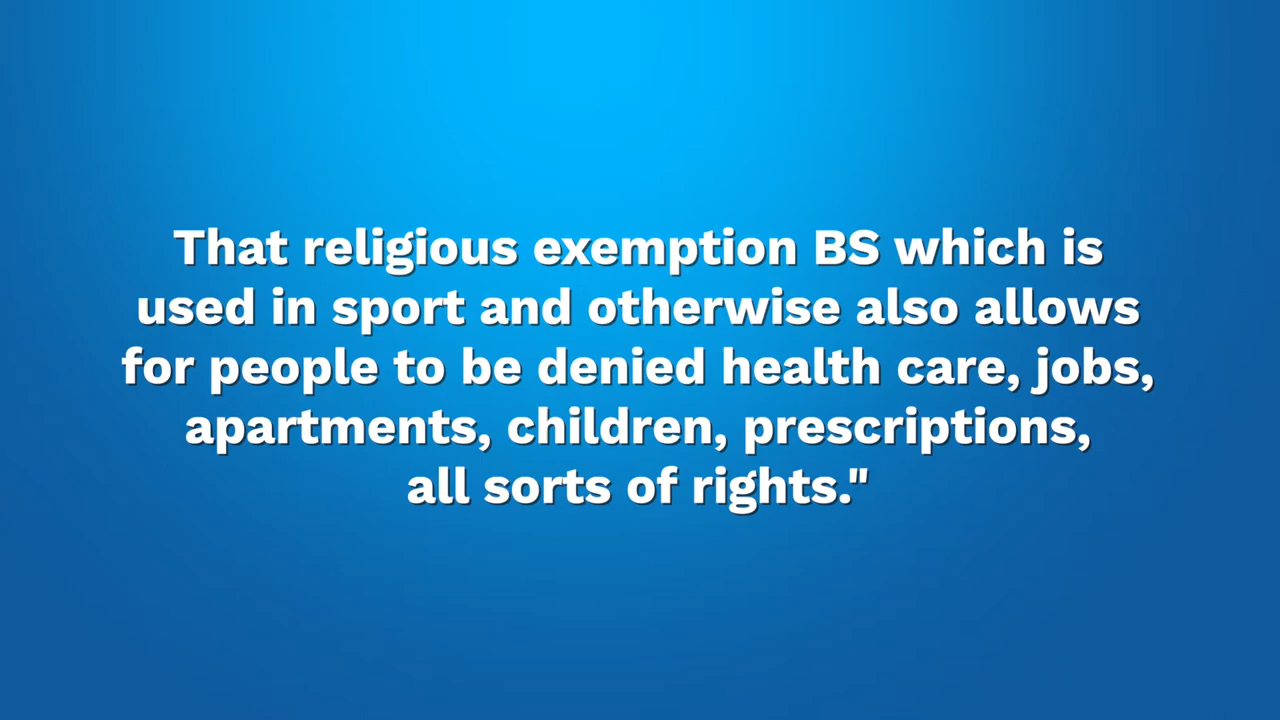 That religious exemption BS which is
used in sport and otherwise also allows
for people to be denied health care, jobs,
apartments, children, prescriptions,
all sorts of rights."